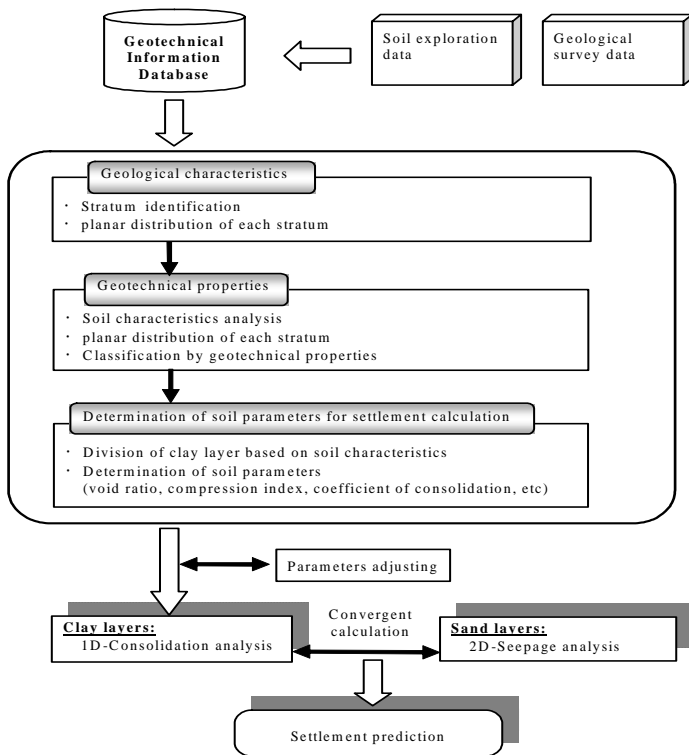 Geotechnical
Information
Database
Soil exploration
data
Geological
survey data
Geological characteristics
· Stratum identification
· planar distribution of each stratum
Geotechnical properties
· Soil characteristics analysis
· planar distribution of each stratum
· Classification by geotechnical properties
Determination of soil parameters for settlement calculation
· Division of clay layer based on soil characteristics
· Determination of soil parameters
(void ratio, compression index, coefficient of consolidation, etc)
Parameters adjusting
Clay layers:
1D-Consolidation analysis
Convergent
calculation
Sand layers:
2D-Seepage analysis
Settlement prediction